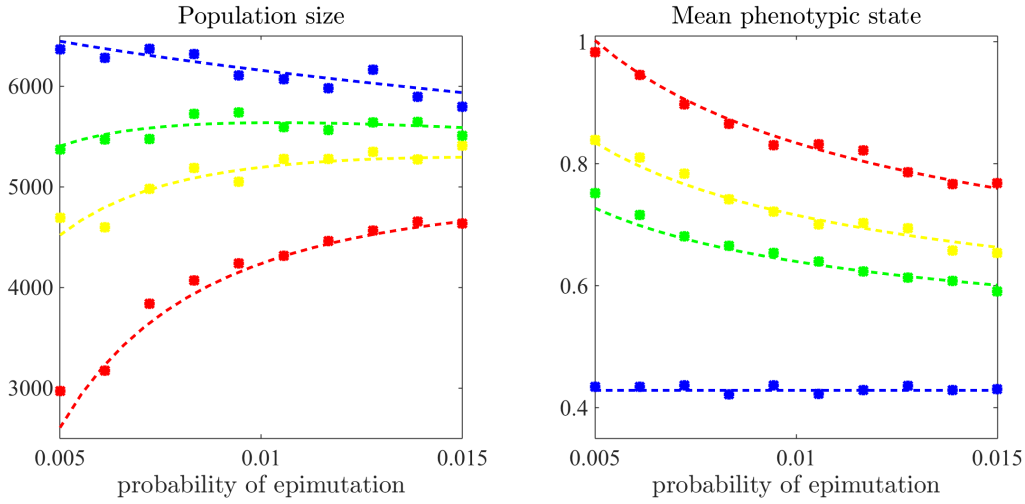 Population size
6000
5000
4000
3000
0.005 0.01 0.015
probability of epimutation
Mean phenotypic state
1
0.8
0.6
0.4
0.005 0.01 0.015
probability of epimutation